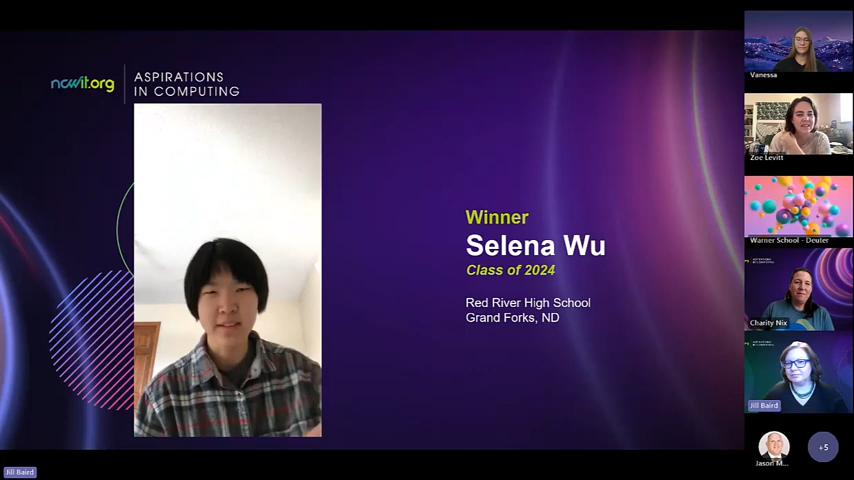 ncwit.org
ASPIRATIONS
IN COMPUTING
Winner
Selena Wu
Class of 2024
Red River High School
Grand Forks, ND
Vanessa
Zoe Levitt
Warner School - Deuter
Charity Nix
Jill Baird
Jason M...
+5
Jill Baird